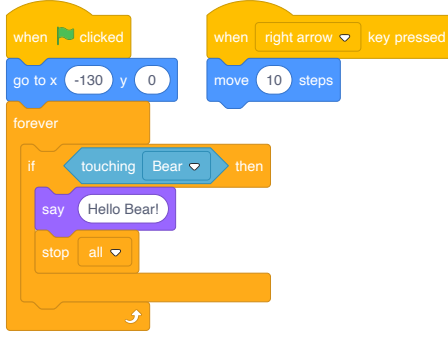 when clicked
go to x -130 y 0
forever
if touching Bear then
say Hello Bear!
stop all
when right arrow key pressed
move 10 steps